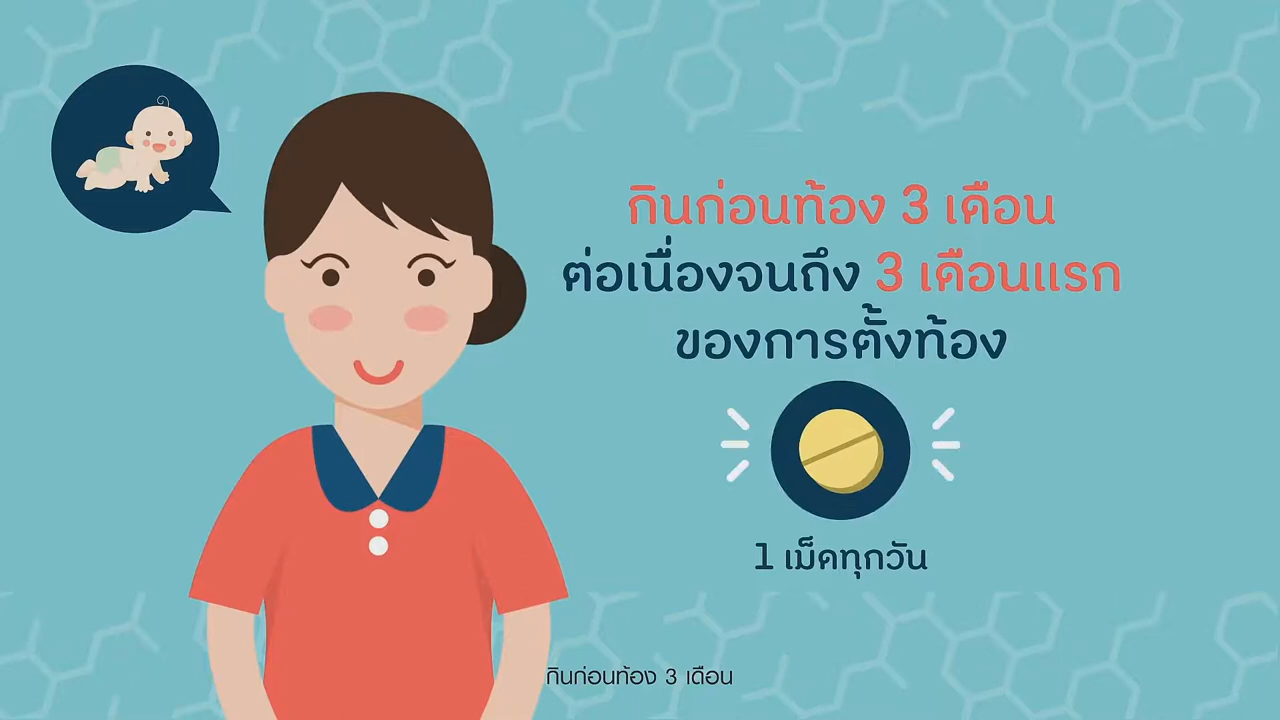 กินก่อนท้อง 3 เดือน
ต่อเนื่องจนถึง 3 เดือนแรก
ของการตั้งท้อง
1 เม็ดทุกวัน
กินก่อนท้อง 3 เดือน